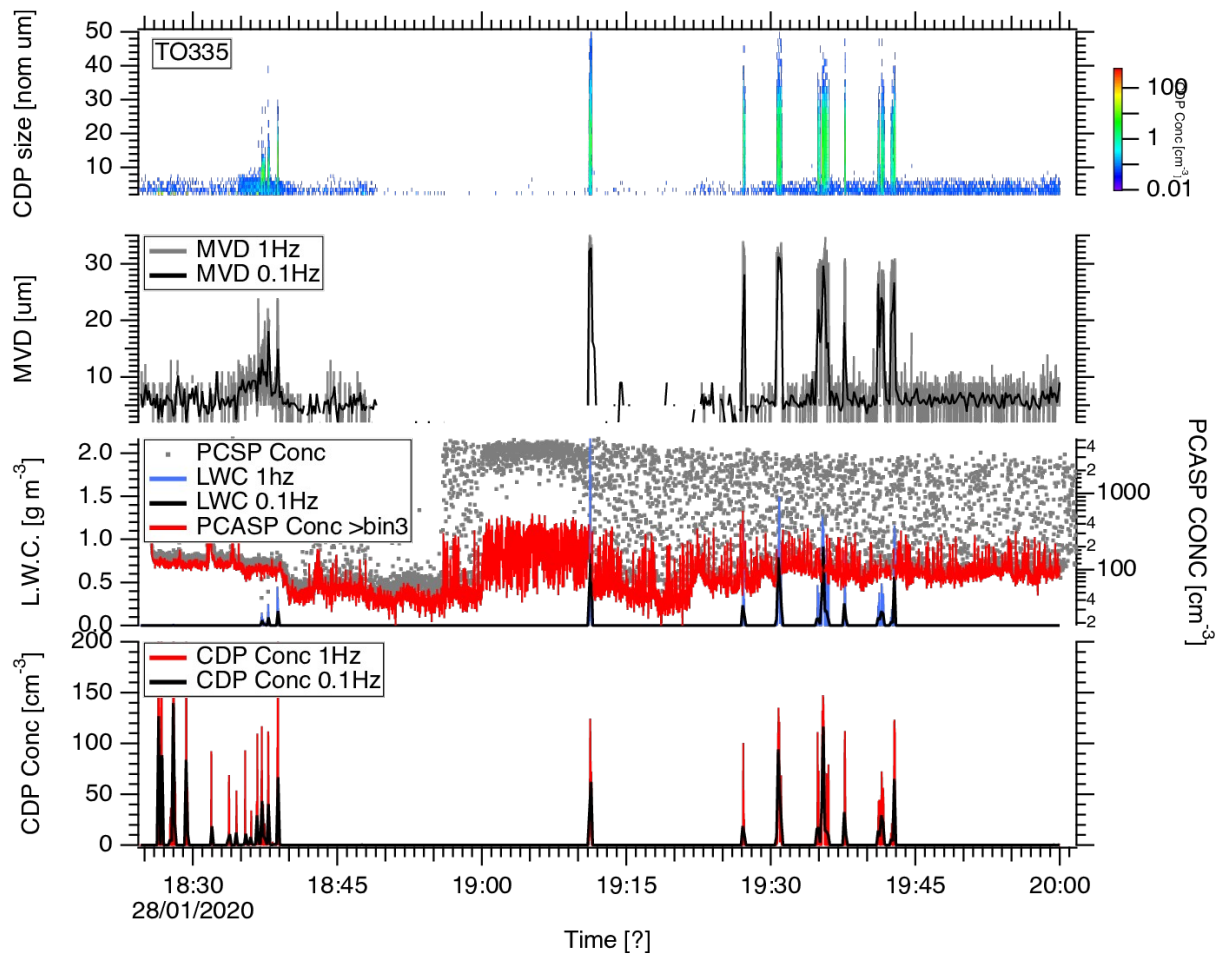 CDP size [nom um]
50
40
30
20
10
TO335
100
1
0.01
CDP Conc [cm-3]
MVD [um]
30
20
10
MVD 1Hz
MVD 0.1Hz
L.W.C. [g m-3]
2.0
1.5
1.0
0.5
0.0
PCSP Conc
LWC 1hz
LWC 0.1Hz
PCASP Conc >bin3
4
2
1000
4
2
100
4
2
PCASP CONC [cm-3]
CDP Conc [cm-3]
200
150
100
50
0
CDP Conc 1Hz
CDP Conc 0.1Hz
18:30 18:45 19:00 19:15 19:30 19:45 20:00
28/01/2020
Time [?]